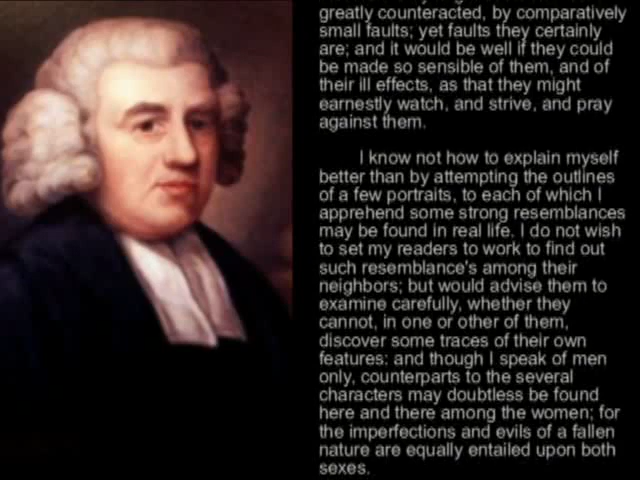 greatly counteracted, by comparatively
small faults; yet faults they certainly
are; and it would be well if they could
be made so sensible of them, and of
their ill effects, as that they might
earnestly watch, and strive, and pray
against them.
I know not how to explain myself
better than by attempting the outlines
of a few portraits, to each of which I
apprehend some strong resemblances
may be found in real life. I do not wish
to set my readers to work to find out
such resemblance's among their
neighbors; but would advise them to
examine carefully, whether they
cannot, in one or other of them,
discover some traces of their own
features: and though I speak of men
only, counterparts to the several
characters may doubtless be found
here and there among the women; for
the imperfections and evils of a fallen
nature are equally entailed upon both
sexes.